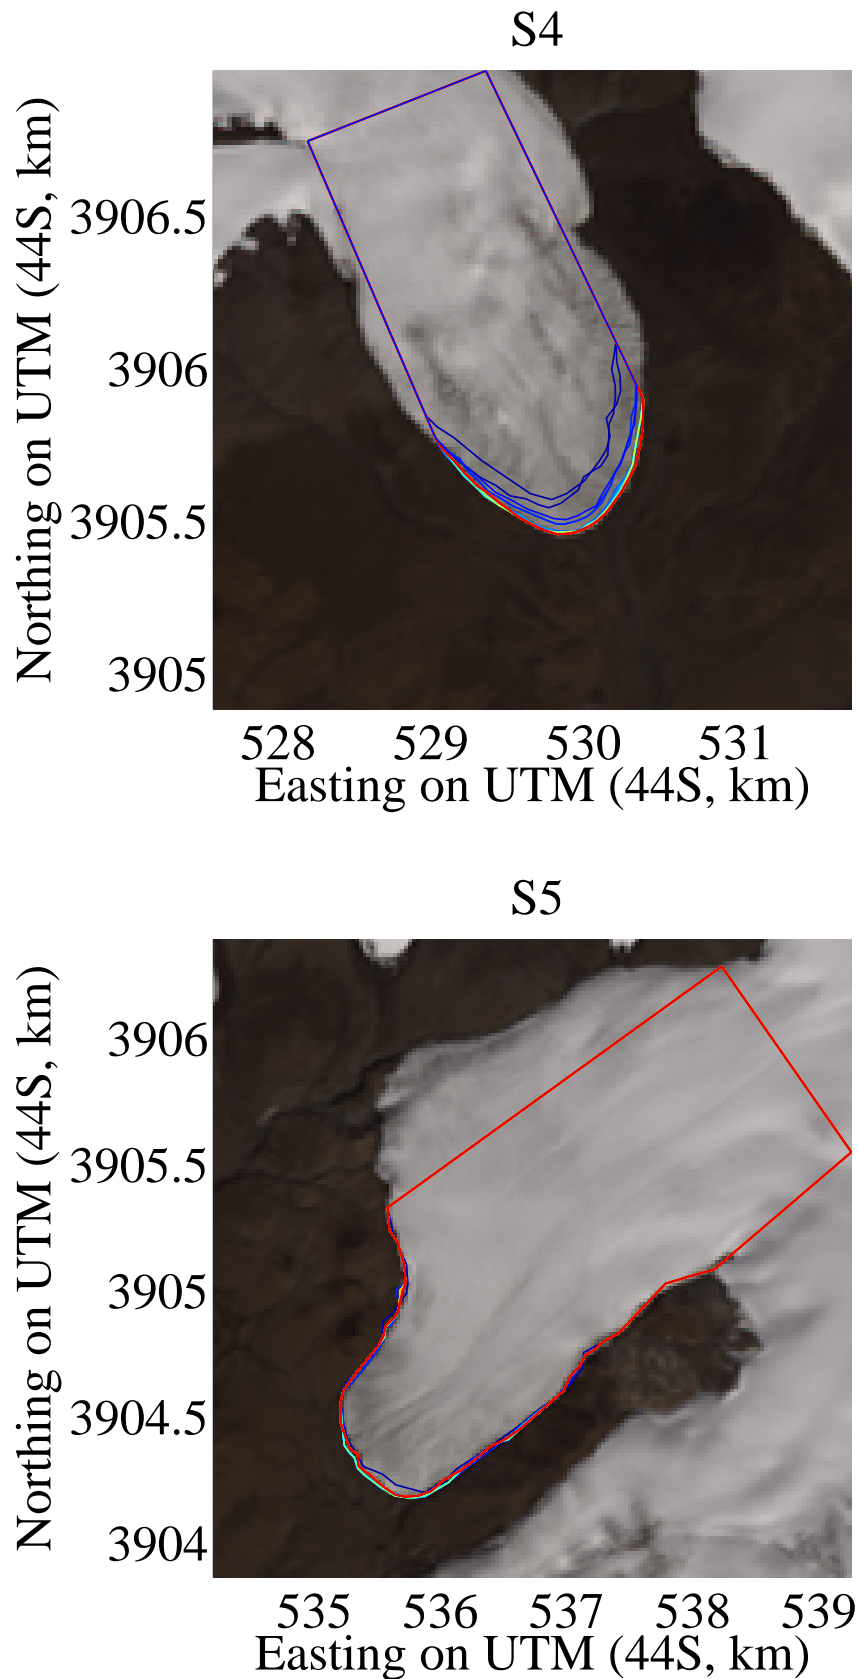 S4
Northing on UTM (44S, km)
3906.5
3906
3905.5
3905
528 529 530 531
Easting on UTM (44S, km)
S5
Northing on UTM (44S, km)
3906
3905.5
3905
3904.5
3904
535 536 537 538 539
Easting on UTM (44S, km)